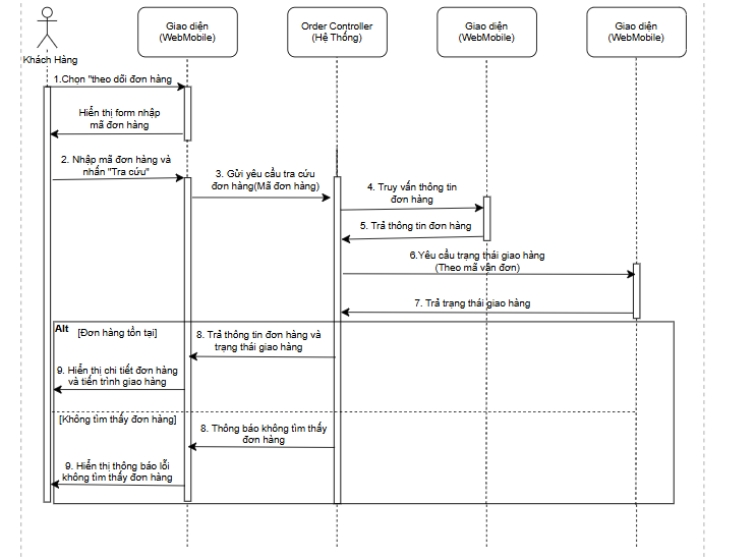 Giao diện
(WebMobile)
Order Controller
(Hệ Thống)
Giao diện
(WebMobile)
Giao diện
(WebMobile)
Khách Hàng
1.Chọn "theo dõi đơn hàng
Hiển thị form nhập
mã đơn hàng
2. Nhập mã đơn hàng và
nhấn "Tra cứu"
3. Gửi yêu cầu tra cứu
đơn hàng(Mã đơn hàng)
4. Truy vấn thông tin
đơn hàng
5. Trả thông tin đơn hàng
6.Yêu cầu trạng thái giao hàng
(Theo mã vận đơn)
7. Trả trạng thái giao hàng
Alt [Đơn hàng tồn tại]
8. Trả thông tin đơn hàng và
trạng thái giao hàng
9. Hiển thị chi tiết đơn hàng
và tiến trình giao hàng
[Không tìm thấy đơn hàng]
8. Thông báo không tìm thấy
đơn hàng
9. Hiển thị thông báo lỗi
không tìm thấy đơn hàng